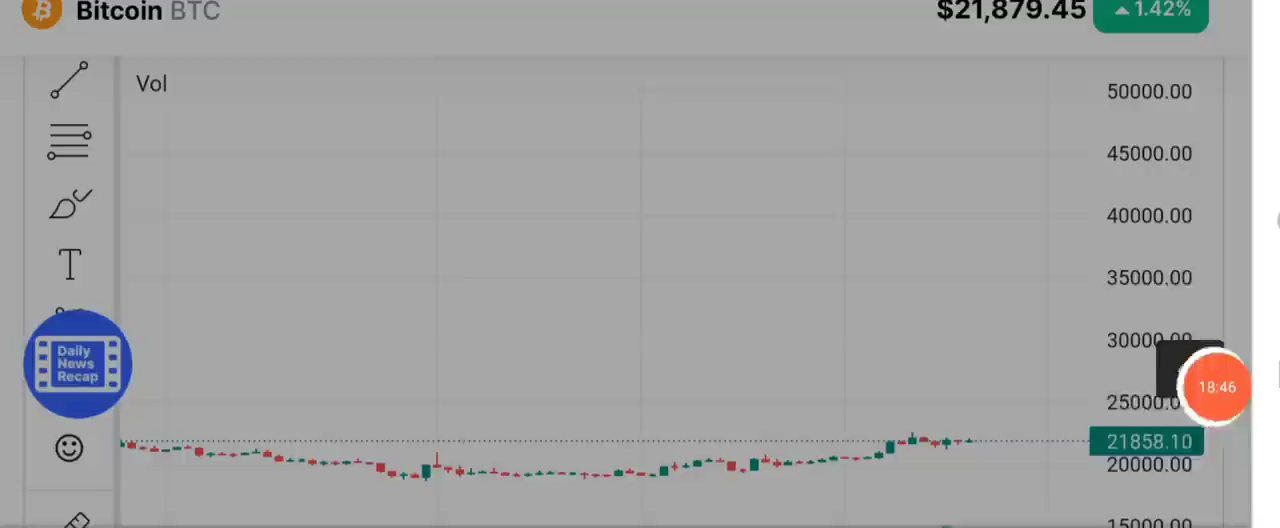 Bitcoin BTC
$21,879.45
1.42%
Vol
50000.00
45000.00
40000.00
35000.00
30000.00
Daily
News
Recap
18:46
25000.0
21858.10
20000.00
15000.00
T